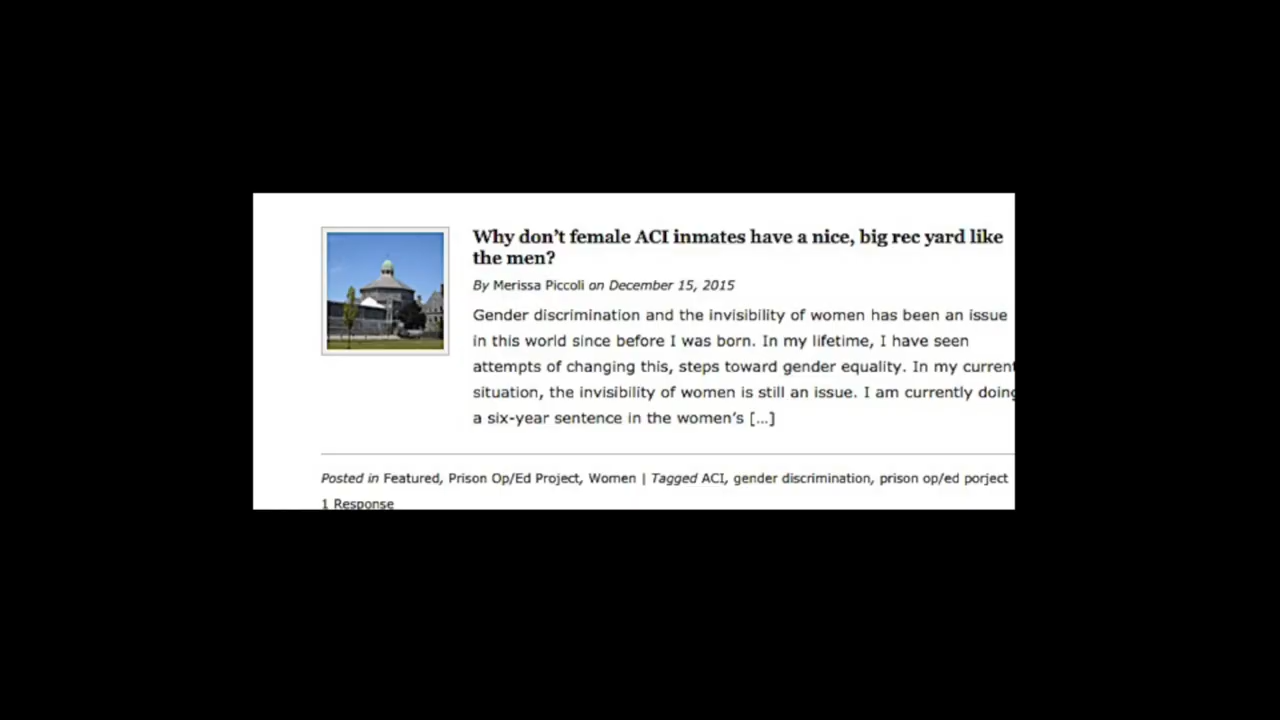 Why don't female ACI inmates have a nice, big rec yard like
the men?
By Merissa Piccoli on December 15, 2015
Gender discrimination and the invisibility of women has been an issue
in this world since before I was born. In my lifetime, I have seen
attempts of changing this, steps toward gender equality. In my current
situation, the invisibility of women is still an issue. I am currently doing
a six-year sentence in the women's [...]
Posted in Featured, Prison Op/Ed Project, Women | Tagged ACI, gender discrimination, prison op/ed porject
1 Response